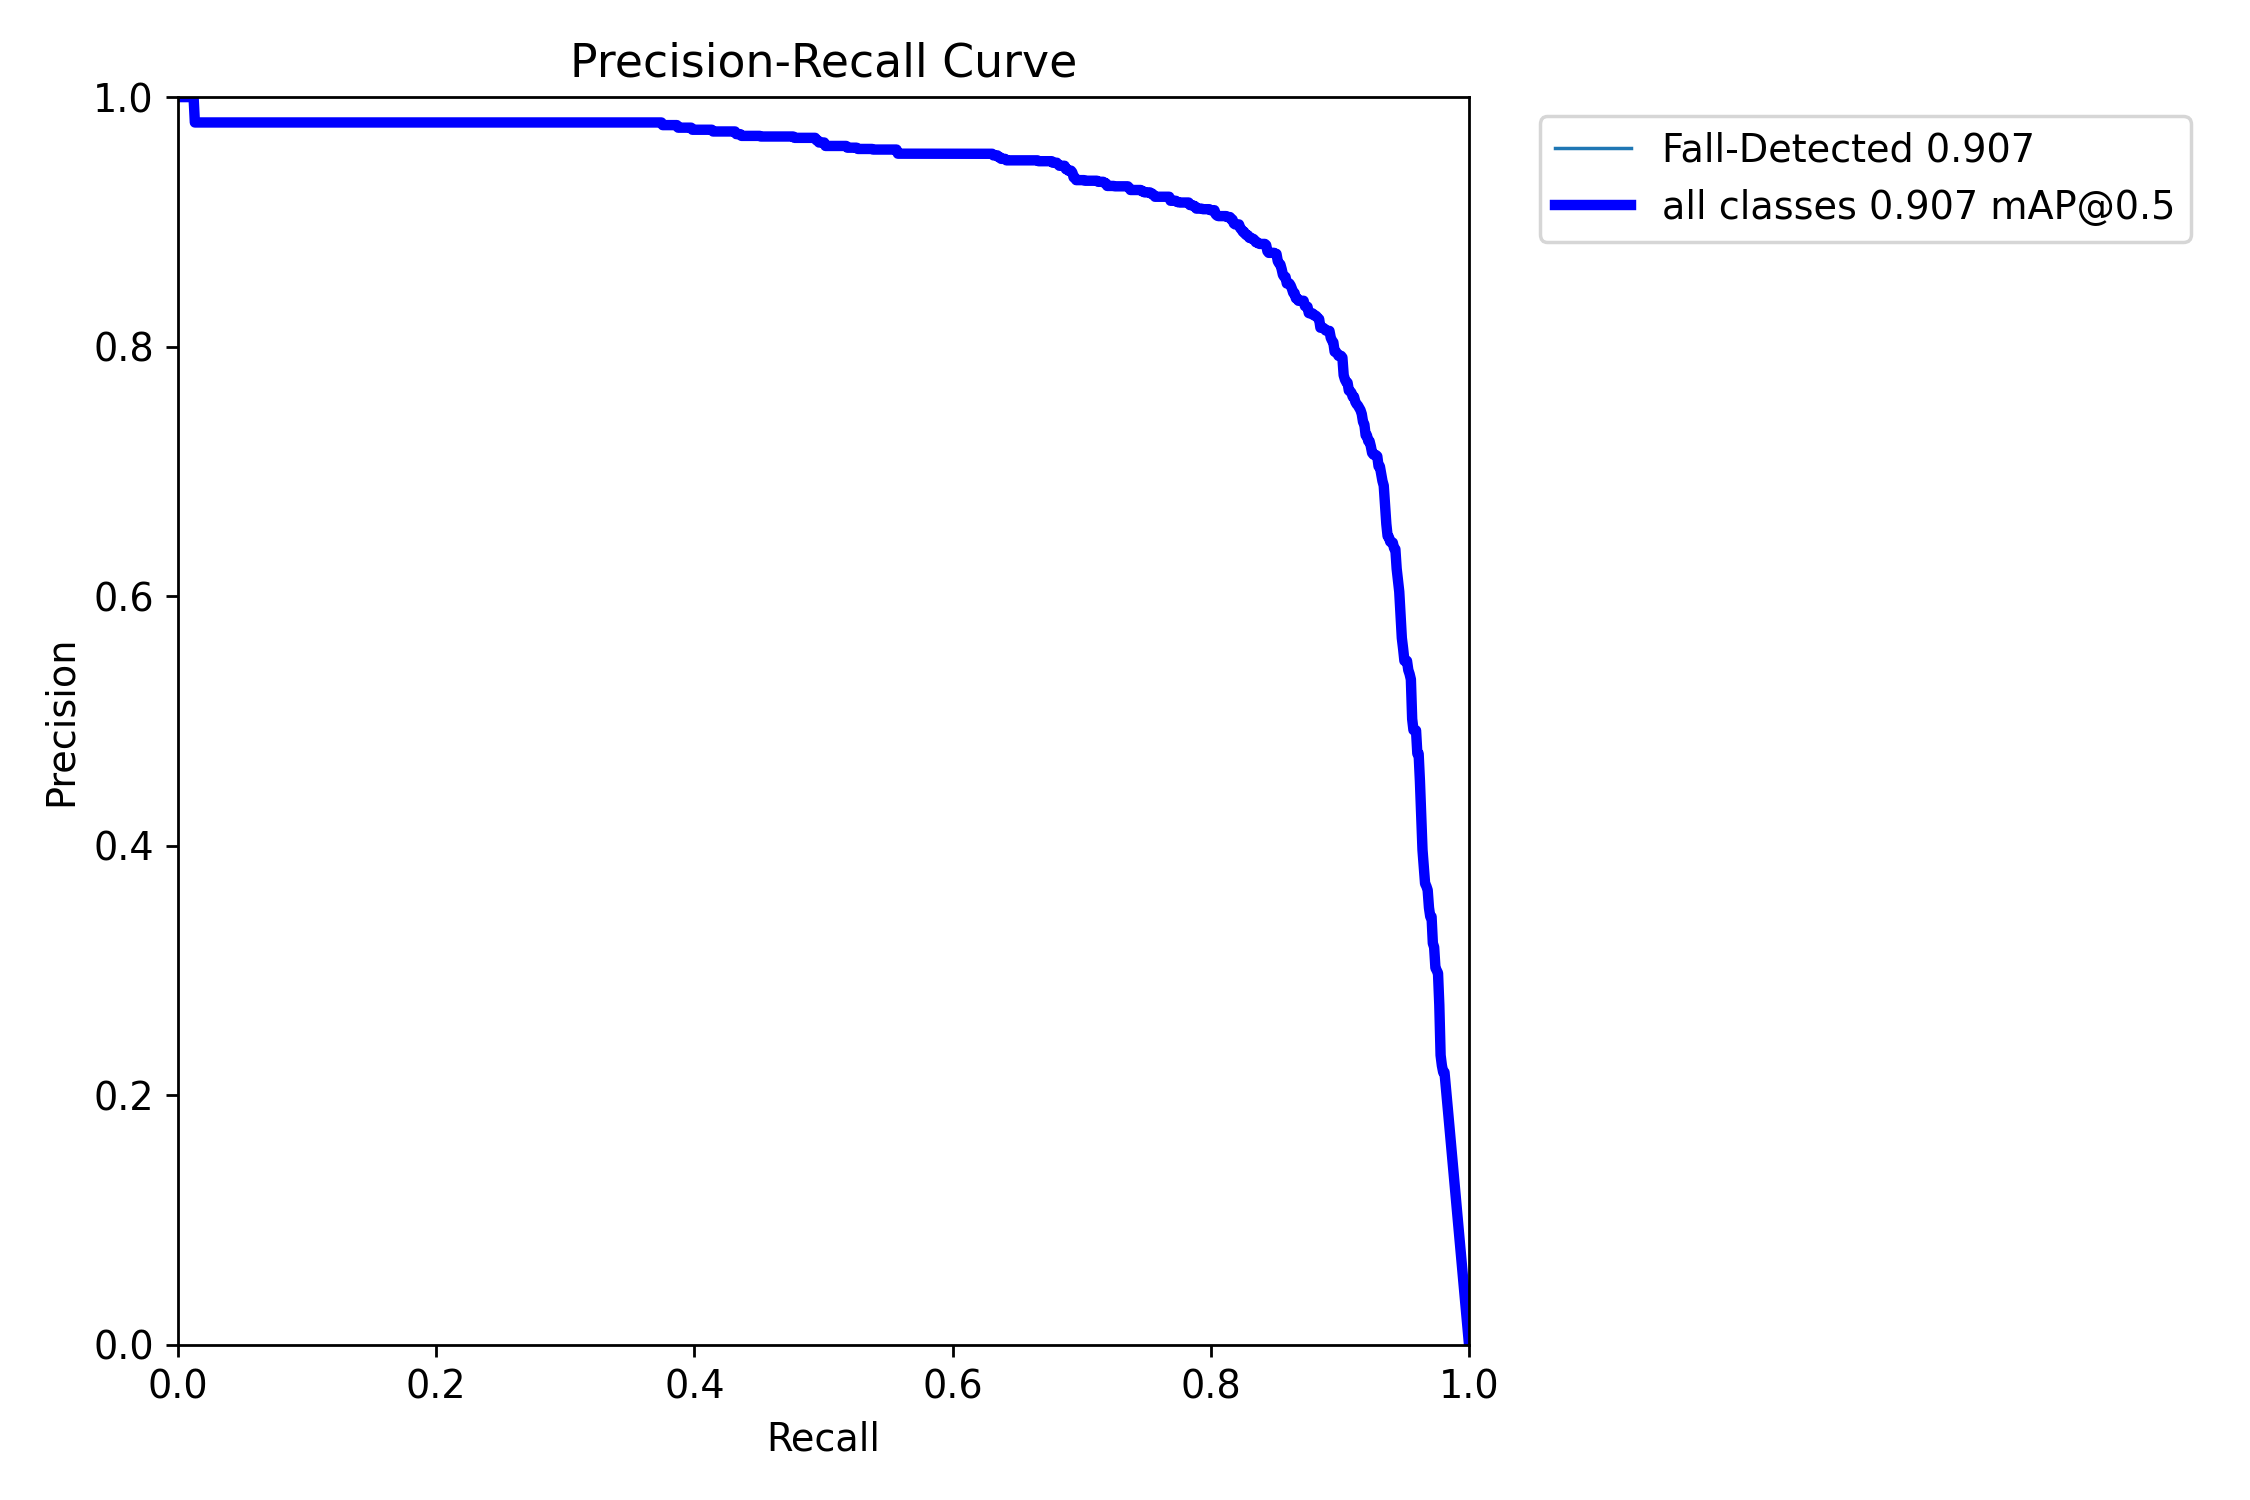 Precision-Recall Curve
1.0
0.8
0.6
0.4
0.2
0.0
Precision
0.0 0.2 0.4 0.6 0.8 1.0
Recall
Fall-Detected 0.907
all classes 0.907 mAP@0.5